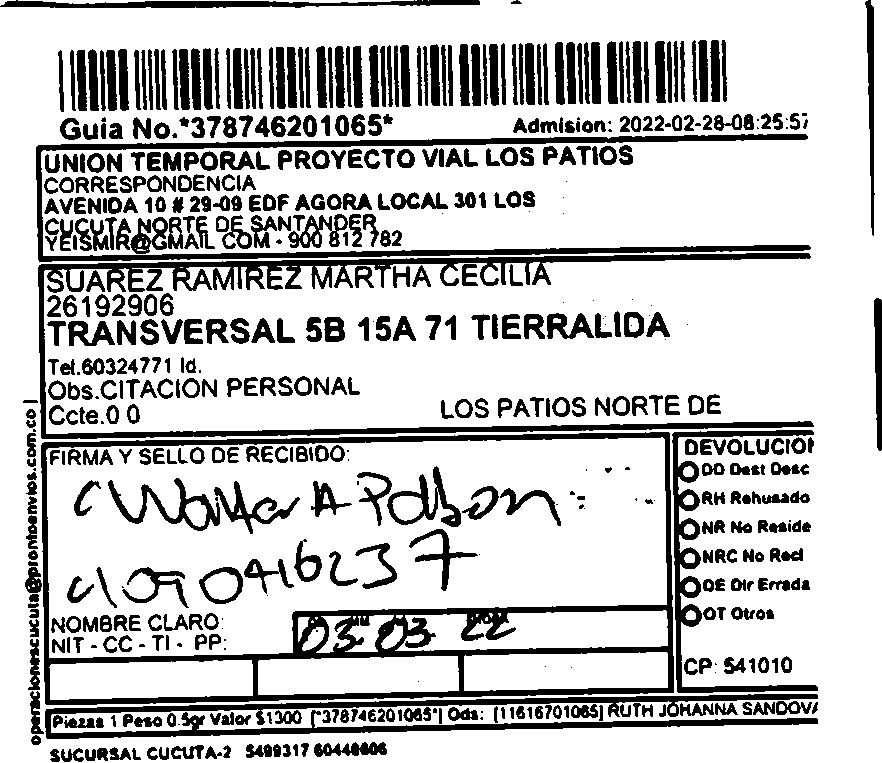 Guia No.*378746201065*
Admision: 2022-02-28-08:25:57
UNION TEMPORAL PROYECTO VIAL LOS PATIOS
CORRESPONDENCIA
AVENIDA 10 # 29-09 EDF AGORA LOCAL 301 LOS
CUCUTA NORTE DE SANTANDER
YEISMIR@GMAIL COM - 900 812 782
SUAREZ RAMIREZ MARTHA CECILIA
26192906
TRANSVERSAL 5B 15A 71 TIERRALIDA
Tel.60324771 Id.
Obs.CITACION PERSONAL
Ccte.0 0
LOS PATIOS NORTE DE
operacionescucuta@prontoenvios.com.co |
FIRMA Y SELLO DE RECIBIDO:
Walter A
090416237
NOMBRE CLARO:
NIT - CC - TI - PP:
03 03 22
DEVOLUCION
DD Dest Desc
RH Rehusado
NR No Reside
NRC No Recl
DE Dir Errada
OT Otros
CP: 541010
Piezas 1 Peso 0.5gr Valor $1300 [*378746201065*] Ods: [11616701065] RUTH JOHANNA SANDOVA
SUCURSAL CUCUTA-2 5499317 60448606